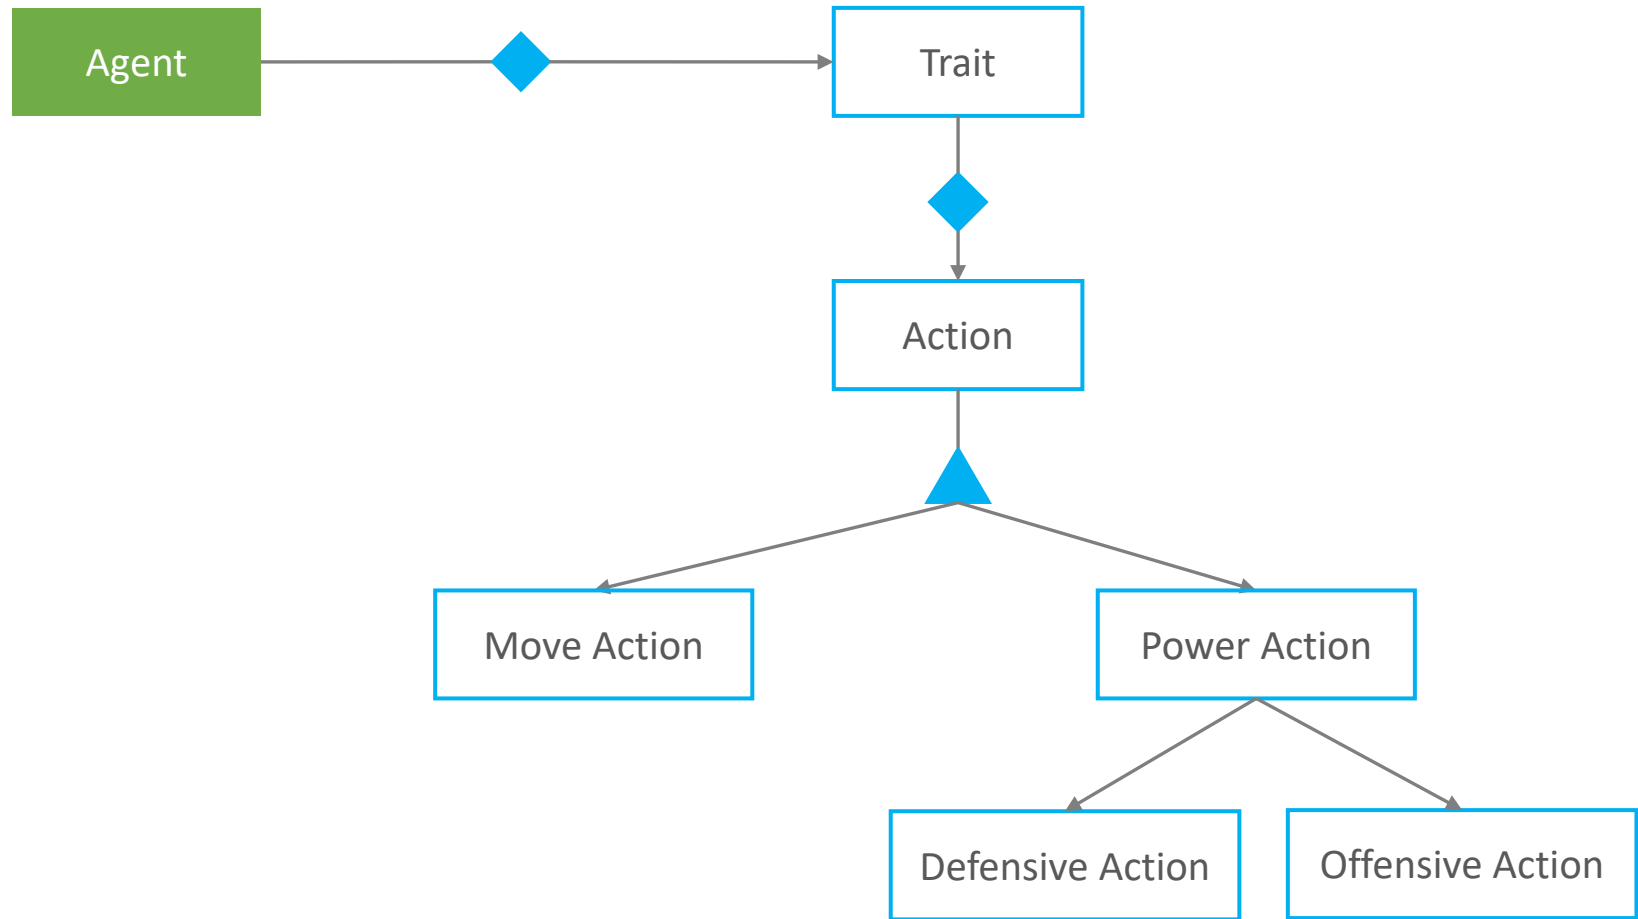 Agent
Trait
Action
Move Action
Power Action
Defensive Action
Offensive Action